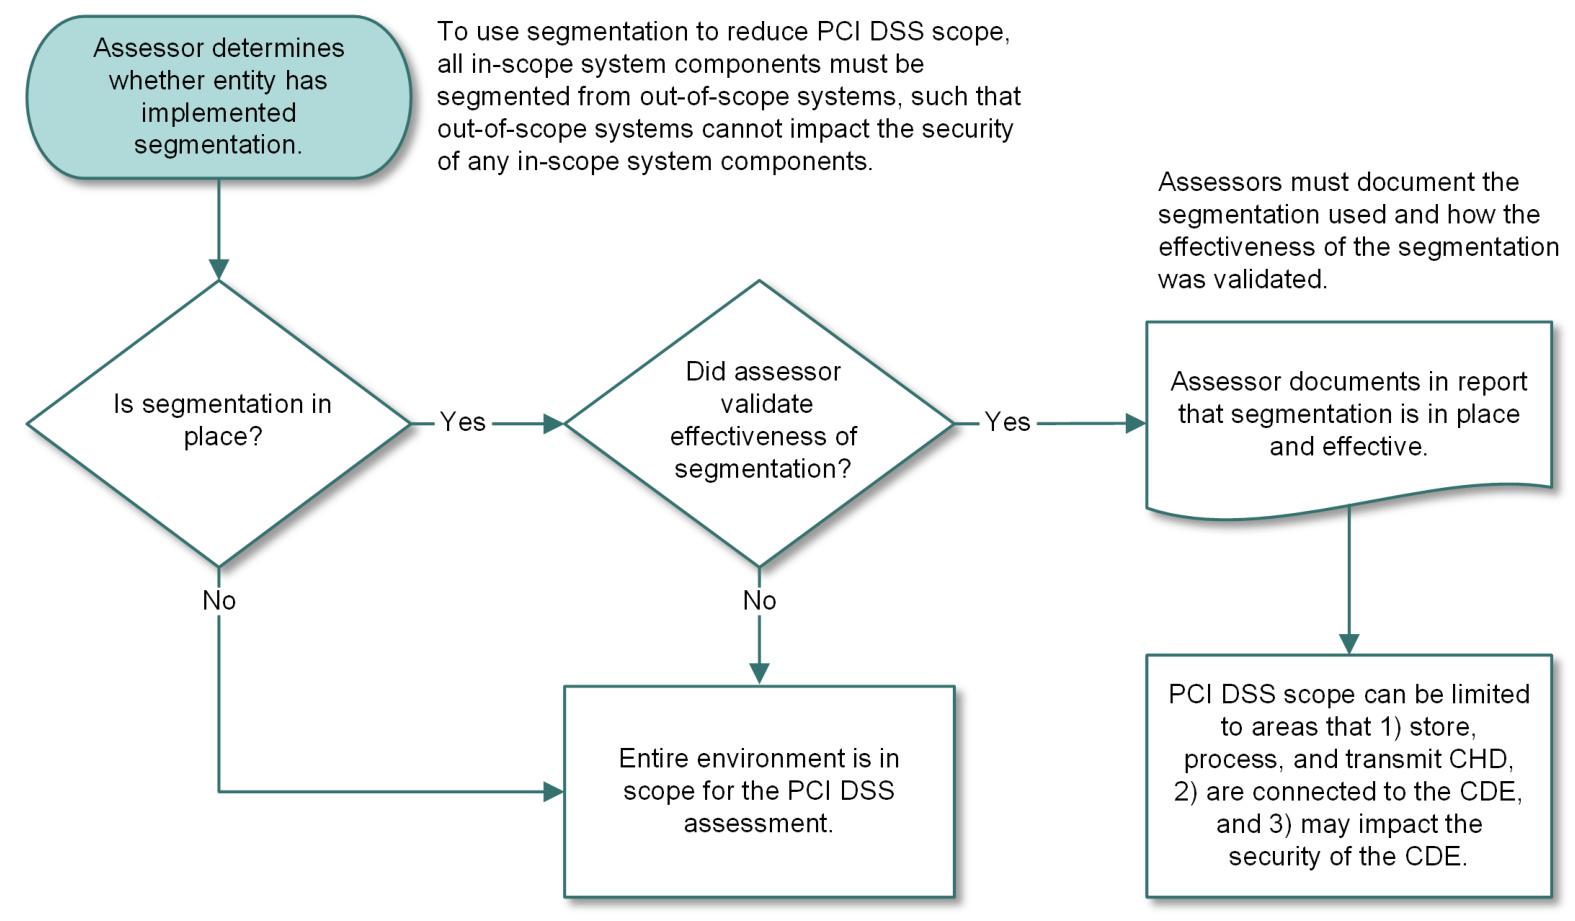 Assessor determines
whether entity has
implemented
segmentation.
To use segmentation to reduce PCI DSS scope,
all in-scope system components must be
segmented from out-of-scope systems, such that
out-of-scope systems cannot impact the security
of any in-scope system components.
Assessors must document the
segmentation used and how the
effectiveness of the segmentation
was validated.
Is segmentation in
place?
Yes
Did assessor
validate
effectiveness of
segmentation?
Yes
Assessor documents in report
that segmentation is in place
and effective.
No
No
Entire environment is in
scope for the PCI DSS
assessment.
PCI DSS scope can be limited
to areas that 1) store,
process, and transmit CHD,
2) are connected to the CDE,
and 3) may impact the
security of the CDE.